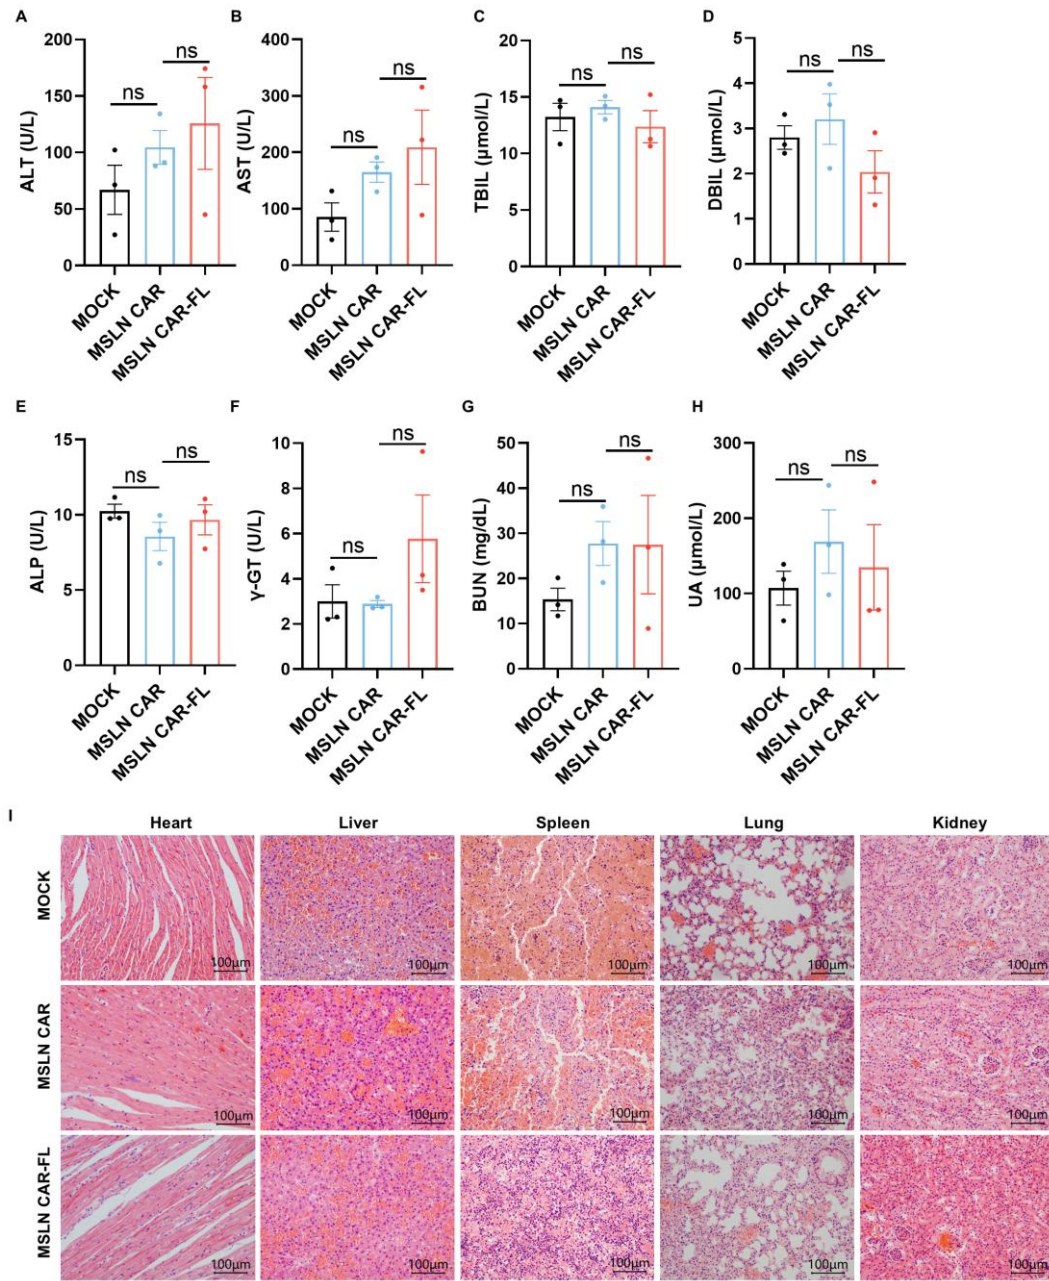 A
ALT (U/L)
200
150
100
50
0
ns
ns
MOCK
MSLN CAR
MSLN CAR-FL
B
AST (U/L)
400
300
200
100
0
ns
ns
MOCK
MSLN CAR
MSLN CAR-FL
C
TBIL (μmol/L)
20
15
10
5
0
ns
ns
MOCK
MSLN CAR
MSLN CAR-FL
D
DBIL (μmol/L)
5
4
3
2
1
0
ns
ns
MOCK
MSLN CAR
MSLN CAR-FL
E
ALP (U/L)
15
10
5
0
ns
ns
MOCK
MSLN CAR
MSLN CAR-FL
F
γ-GT (U/L)
10
8
6
4
2
0
ns
ns
MOCK
MSLN CAR
MSLN CAR-FL
G
BUN (mg/dL)
50
40
30
20
10
0
ns
ns
MOCK
MSLN CAR
MSLN CAR-FL
H
UA (μmol/L)
300
200
100
0
ns
ns
MOCK
MSLN CAR
MSLN CAR-FL
I
Heart Liver Spleen Lung Kidney
MOCK
100μm 100μm 100μm 100μm 100μm
MSLN CAR
100μm 100μm 100μm 100μm 100μm
MSLN CAR-FL
100μm 100μm 100μm 100μm 100μm